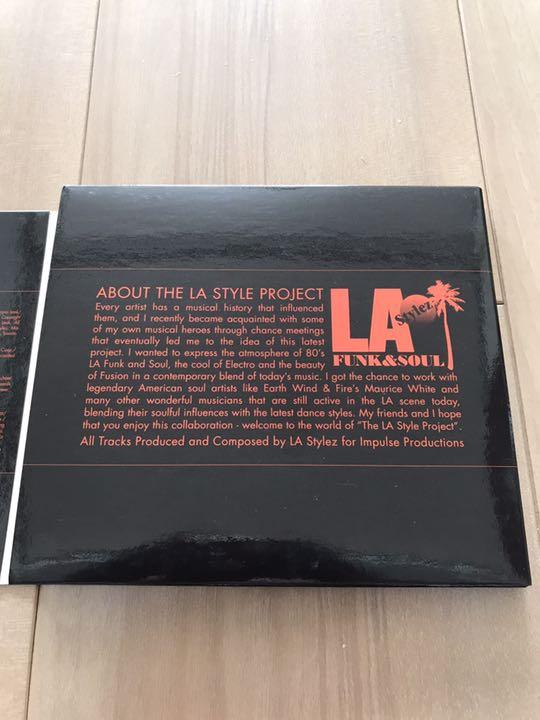 ABOUT THE LA STYLE PROJECT
Every artist has a musical history that influenced
them, and I recently became acquainted with some
of my own musical heroes through chance meetings
that eventually led me to the idea of this latest
project. I wanted to express the atmosphere of 80's
LA Funk and Soul, the cool of Electro and the beauty
of Fusion in a contemporary blend of today's music. I got the chance to work with
legendary American soul artists like Earth Wind & Fire's Maurice White and
many other wonderful musicians that are still active in the LA scene today,
blending their soulful influences with the latest dance styles. My friends and I hope
that you enjoy this collaboration - welcome to the world of "The LA Style Project".
All Tracks Produced and Composed by LA Stylez for Impulse Productions
LA
Stylez
FUNK&SOUL